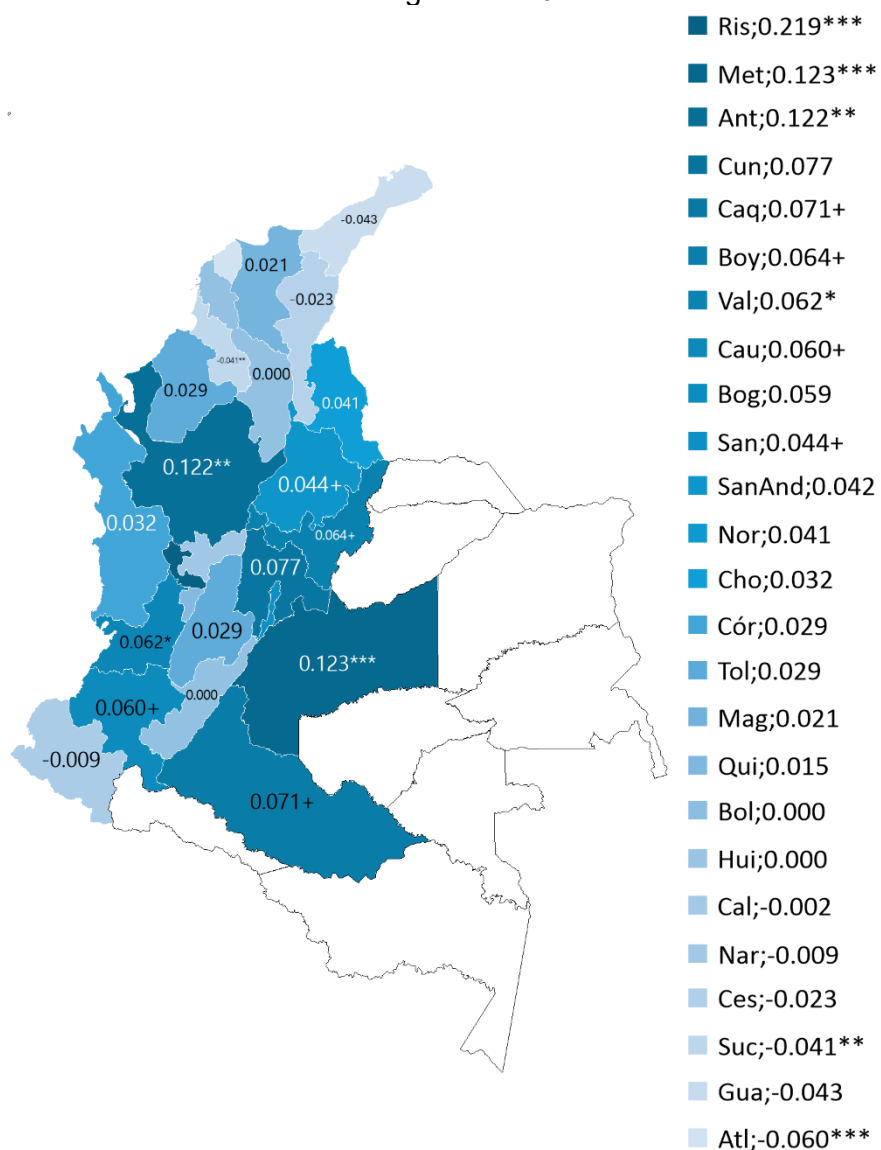 Ris;0.219***
Met;0.123***
Ant;0.122**
Cun;0.077
Caq;0.071+
Boy;0.064+
Val;0.062*
Cau;0.060+
Bog;0.059
San;0.044+
SanAnd;0.042
Nor;0.041
Cho;0.032
Cór;0.029
Tol;0.029
Mag;0.021
Qui;0.015
Bol;0.000
Hui;0.000
Cal;-0.002
Nar;-0.009
Ces;-0.023
Suc;-0.041**
Gua;-0.043
Atl;-0.060***
-0.043
0.021
-0.023
-0.041**
0.000
0.029
0.041
0.122**
0.044+
0.032
0.064+
0.077
0.062*
0.029
0.123***
0.000
0.060+
-0.009
0.071+